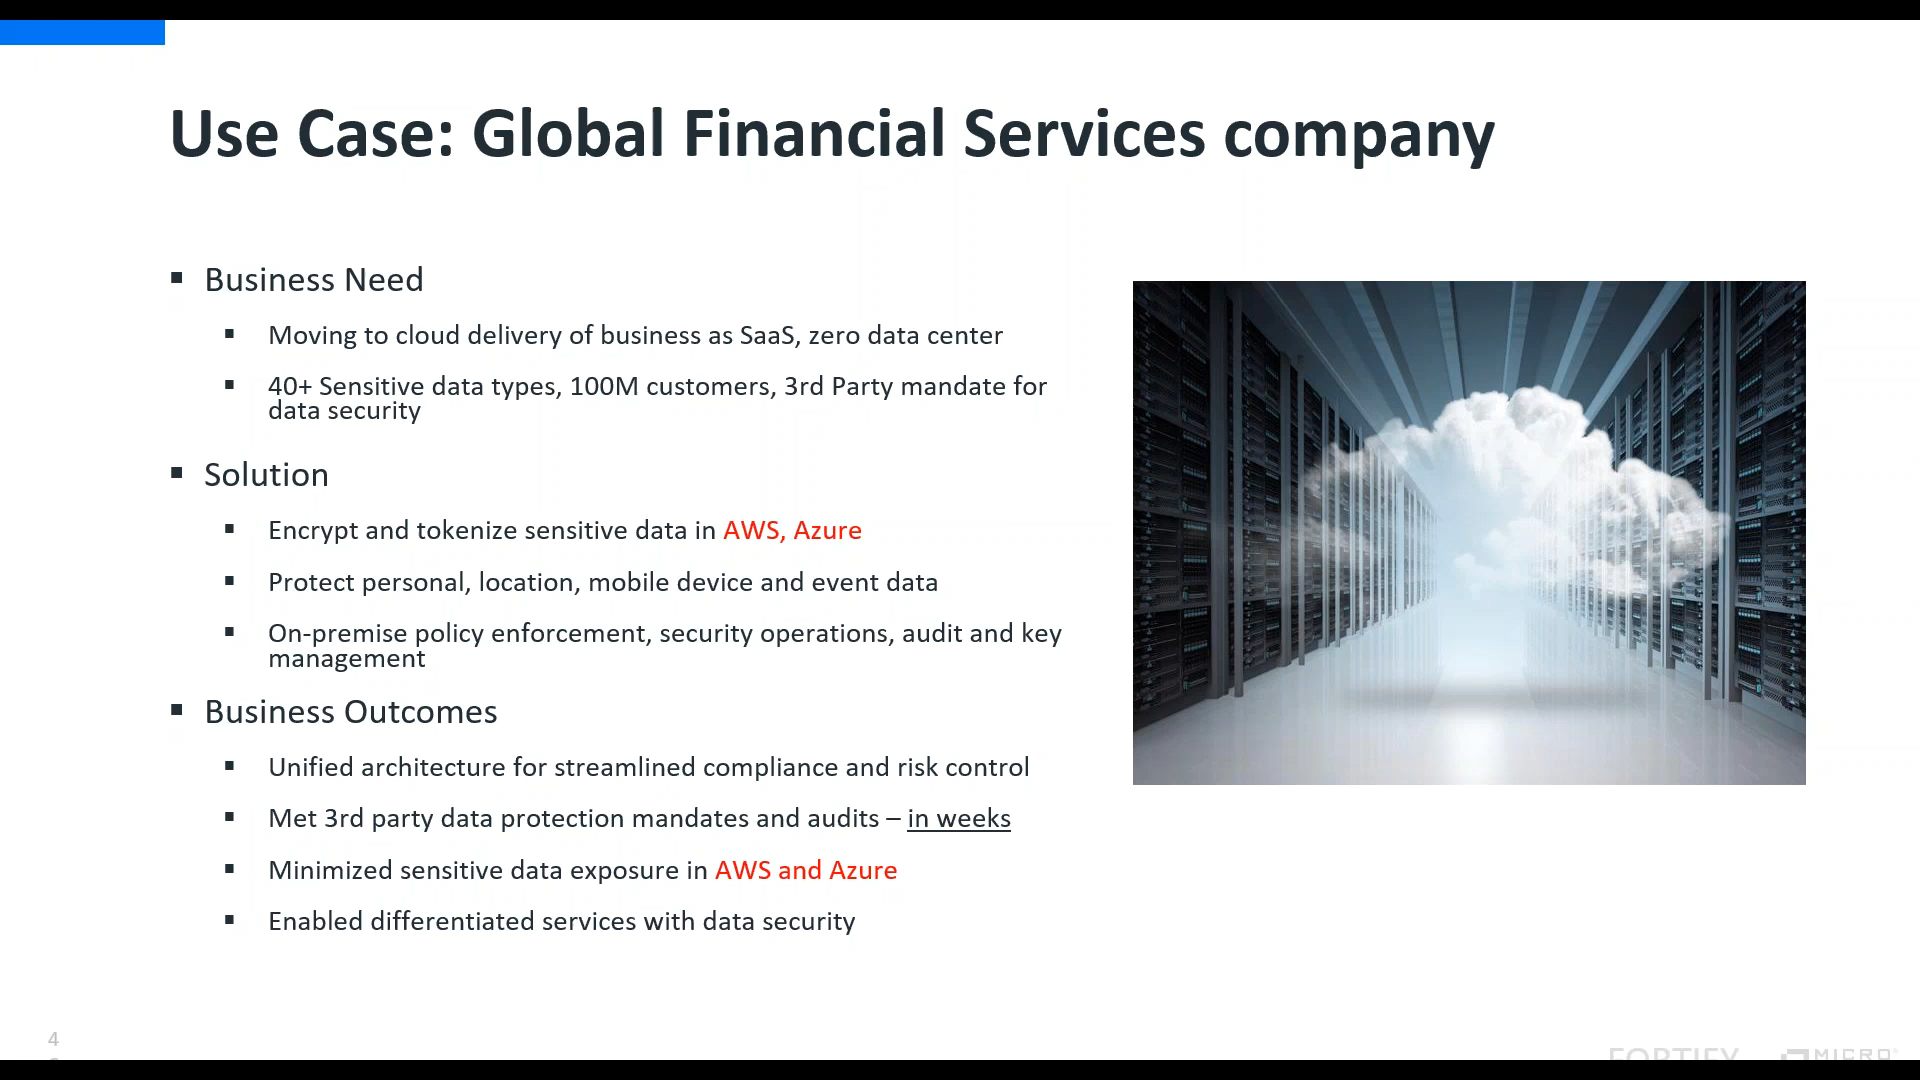 Use Case: Global Financial Services company
▪ Business Need
▪ Moving to cloud delivery of business as SaaS, zero data center
▪ 40+ Sensitive data types, 100M customers, 3rd Party mandate for
data security
▪ Solution
▪ Encrypt and tokenize sensitive data in AWS, Azure
▪ Protect personal, location, mobile device and event data
▪ On-premise policy enforcement, security operations, audit and key
management
▪ Business Outcomes
▪ Unified architecture for streamlined compliance and risk control
▪ Met 3rd party data protection mandates and audits – in weeks
▪ Minimized sensitive data exposure in AWS and Azure
▪ Enabled differentiated services with data security
4
FORTIFY MICRO